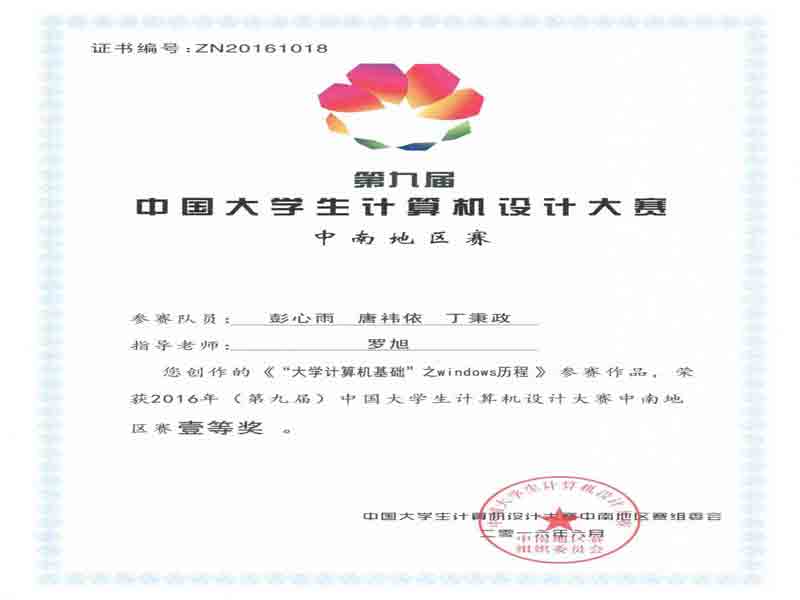 证书编号:ZN20161018
第九届
中国大学生计算机设计大赛
中南地区赛
参赛队员: 彭心雨 唐祎依 丁秉政
指导老师: 罗旭
您创作的《“大学计算机基础”之windows历程》参赛作品,荣
获2016年(第九届)中国大学生计算机设计大赛中南地
区赛壹等奖。
中国大学生计算机设计大赛中南地区赛组委会
二零一六年六月
中国大学生计算机设计大赛
中南地区赛
组织委员会